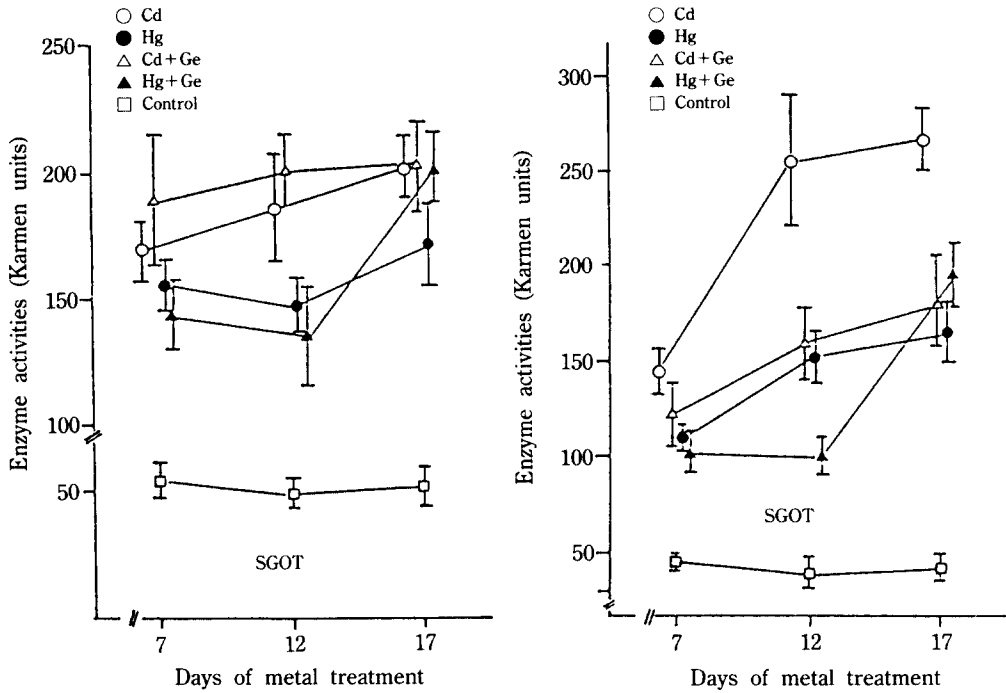 Cd
Hg
Cd+Ge
Hg+Ge
Control
250
200
150
100
50
Enzyme activities (Karmen units)
SGOT
7 12 17
Days of metal treatment
Cd
Hg
Cd+Ge
Hg+Ge
Control
300
250
200
150
100
50
Enzyme activities (Karmen units)
SGOT
7 12 17
Days of metal treatment